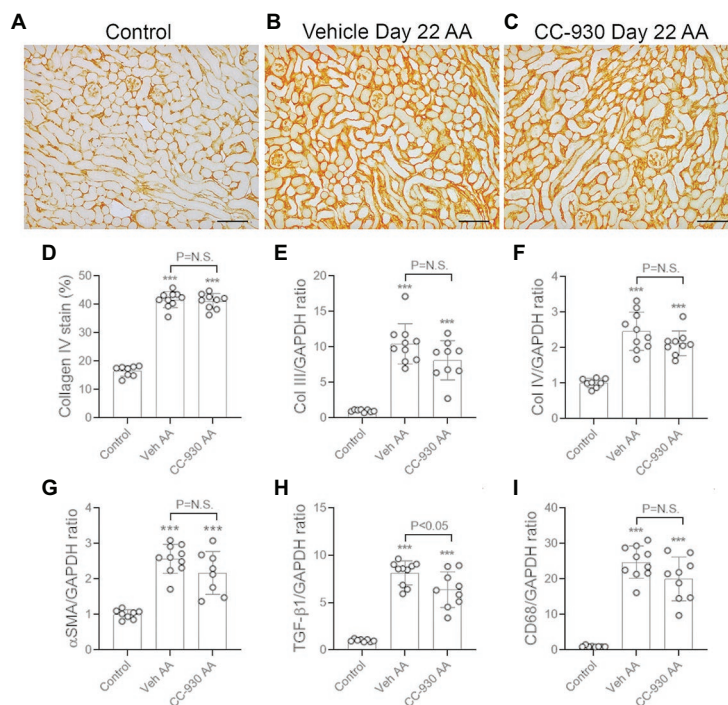 A Control
B Vehicle Day 22 AA
C CC-930 Day 22 AA
D
P=N.S.
*** ***
Collagen IV stain (%)
50
40
30
20
10
0
Control
Veh AA
CC-930 AA
E
P=N.S.
*** ***
Col III/GAPDH ratio
20
15
10
5
0
Control
Veh AA
CC-930 AA
F
P=N.S.
*** ***
Col IV/GAPDH ratio
4
3
2
1
0
Control
Veh AA
CC-930 AA
G
P=N.S.
*** ***
αSMA/GAPDH ratio
4
3
2
1
0
Control
Veh AA
CC-930 AA
H
P<0.05
*** ***
TGF-β1/GAPDH ratio
15
10
5
0
Control
Veh AA
CC-930 AA
I
P=N.S.
*** ***
CD68/GAPDH ratio
40
30
20
10
0
Control
Veh AA
CC-930 AA